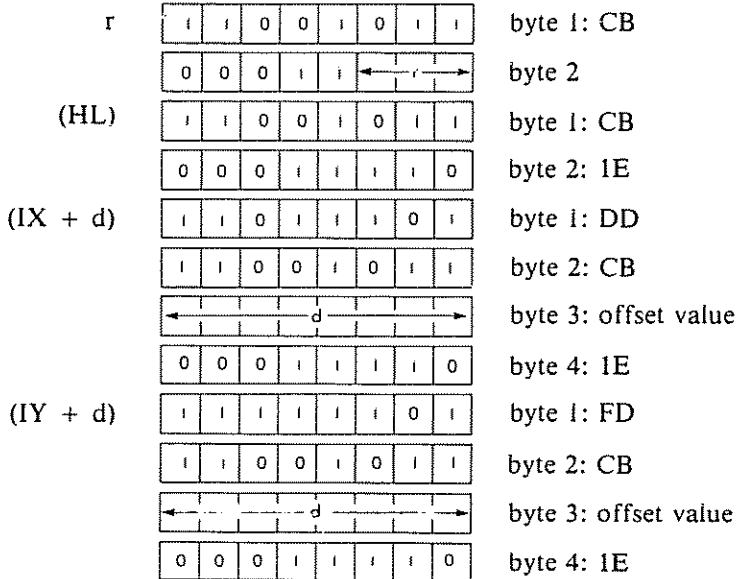 r 1 1 0 0 1 0 1 1 byte 1: CB
0 0 0 1 1 r byte 2
(HL) 1 1 0 0 1 0 1 1 byte 1: CB
0 0 0 1 1 1 1 0 byte 2: 1E
(IX + d) 1 1 0 1 1 1 0 1 byte 1: DD
1 1 0 0 1 0 1 1 byte 2: CB
d byte 3: offset value
0 0 0 1 1 1 1 0 byte 4: 1E
(IY + d) 1 1 1 1 1 1 0 1 byte 1: FD
1 1 0 0 1 0 1 1 byte 2: CB
d byte 3: offset value
0 0 0 1 1 1 1 0 byte 4: 1E